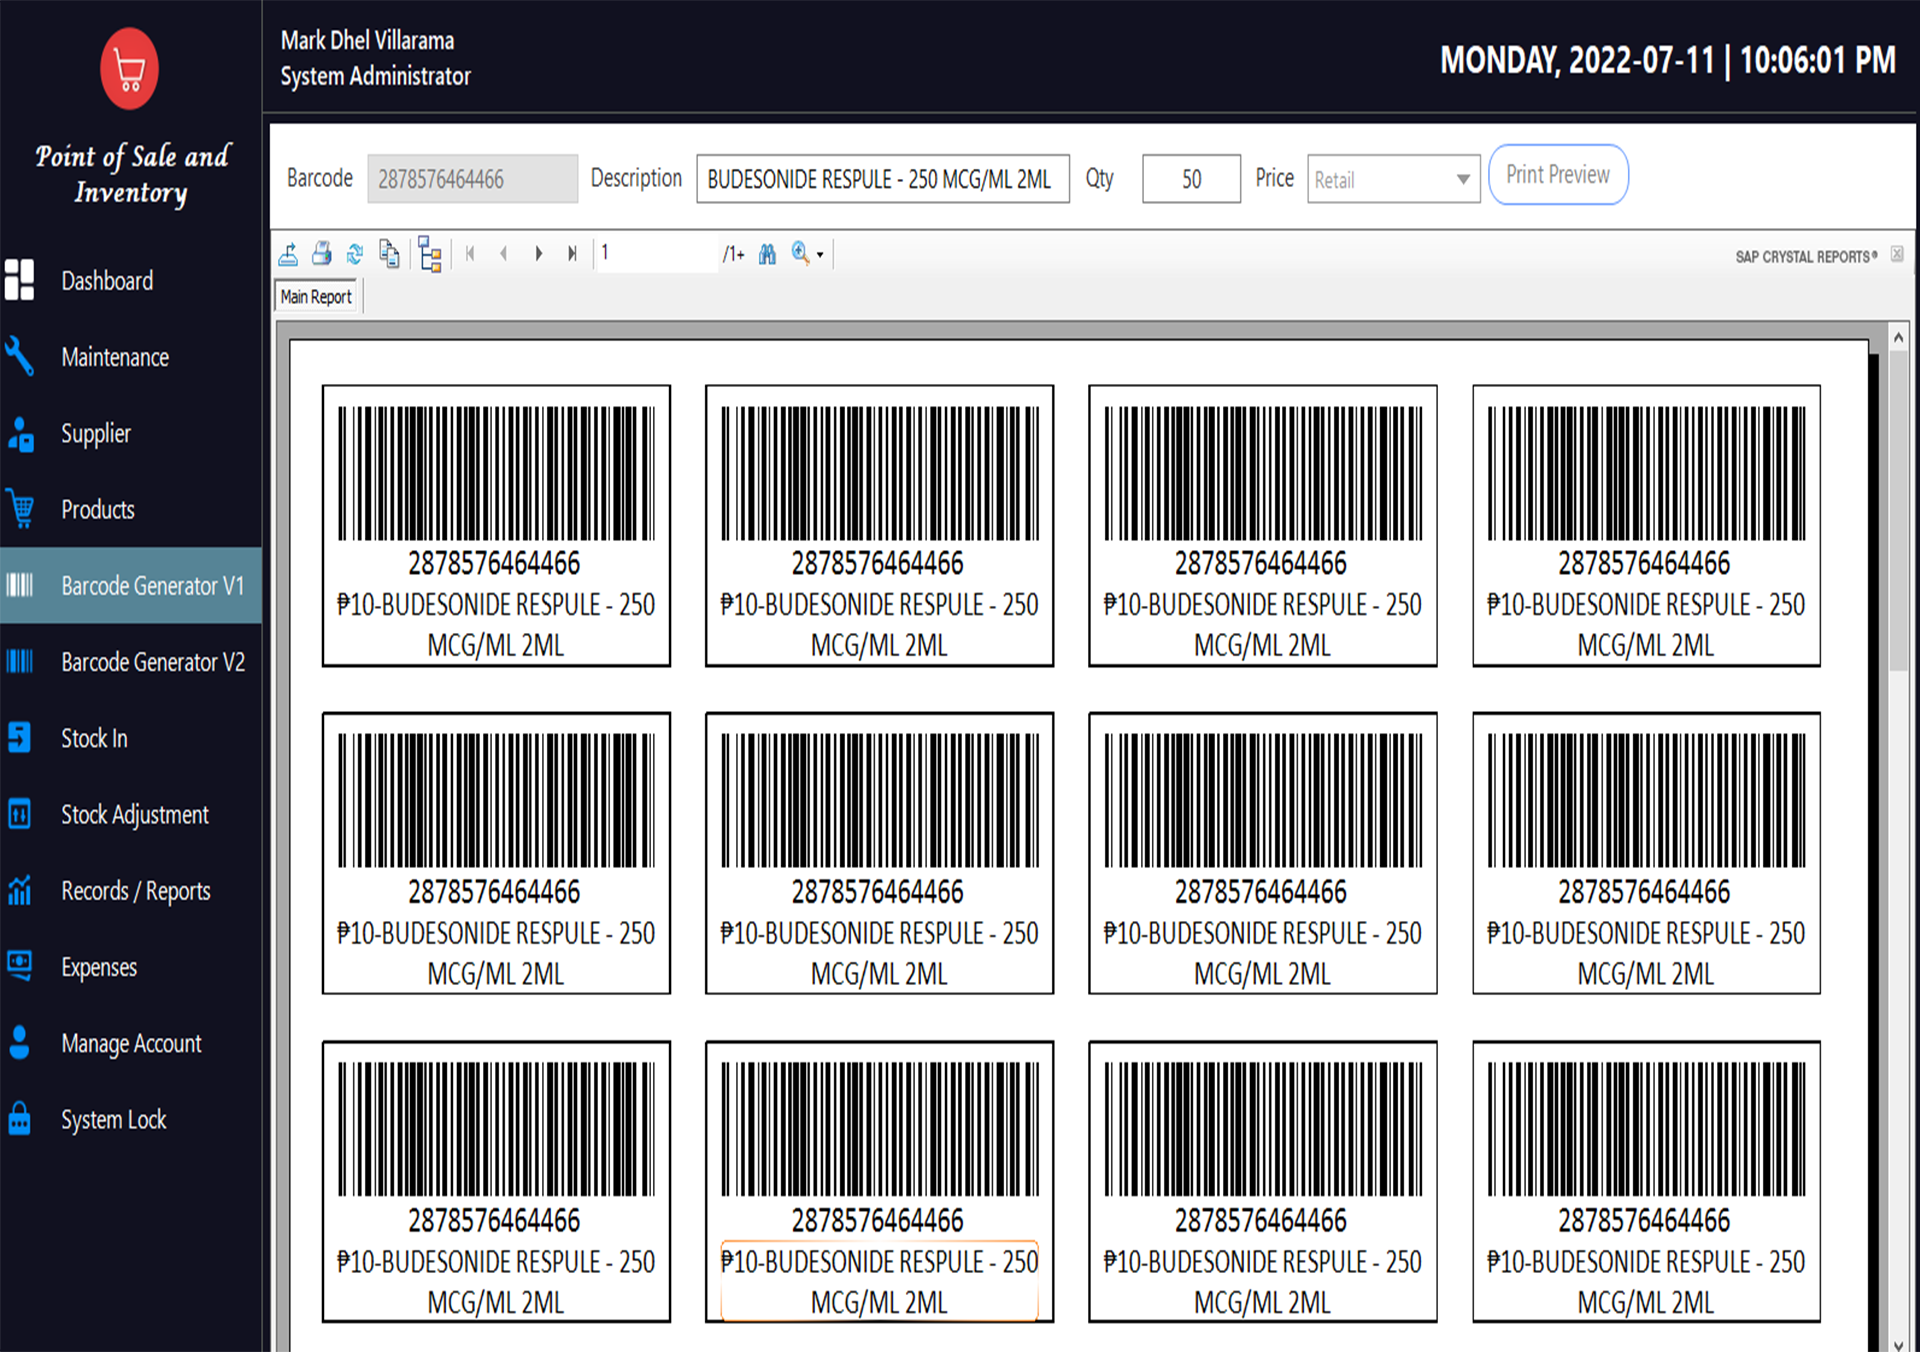 Mark Dhel Villarama
System Administrator
MONDAY, 2022-07-11 | 10:06:01 PM
Point of Sale and
Inventory
Dashboard
Maintenance
Supplier
Products
Barcode Generator V1
Barcode Generator V2
Stock In
Stock Adjustment
Records / Reports
Expenses
Manage Account
System Lock
Barcode 2878576464466 Description BUDESONIDE RESPULE - 250 MCG/ML 2ML Qty 50 Price Retail Print Preview
1 /1+ SAP CRYSTAL REPORTS®
Main Report
2878576464466 2878576464466 2878576464466 2878576464466
₱10-BUDESONIDE RESPULE - 250 ₱10-BUDESONIDE RESPULE - 250 ₱10-BUDESONIDE RESPULE - 250 ₱10-BUDESONIDE RESPULE - 250
MCG/ML 2ML MCG/ML 2ML MCG/ML 2ML MCG/ML 2ML
2878576464466 2878576464466 2878576464466 2878576464466
₱10-BUDESONIDE RESPULE - 250 ₱10-BUDESONIDE RESPULE - 250 ₱10-BUDESONIDE RESPULE - 250 ₱10-BUDESONIDE RESPULE - 250
MCG/ML 2ML MCG/ML 2ML MCG/ML 2ML MCG/ML 2ML
2878576464466 2878576464466 2878576464466 2878576464466
₱10-BUDESONIDE RESPULE - 250 ₱10-BUDESONIDE RESPULE - 250 ₱10-BUDESONIDE RESPULE - 250 ₱10-BUDESONIDE RESPULE - 250
MCG/ML 2ML MCG/ML 2ML MCG/ML 2ML MCG/ML 2ML